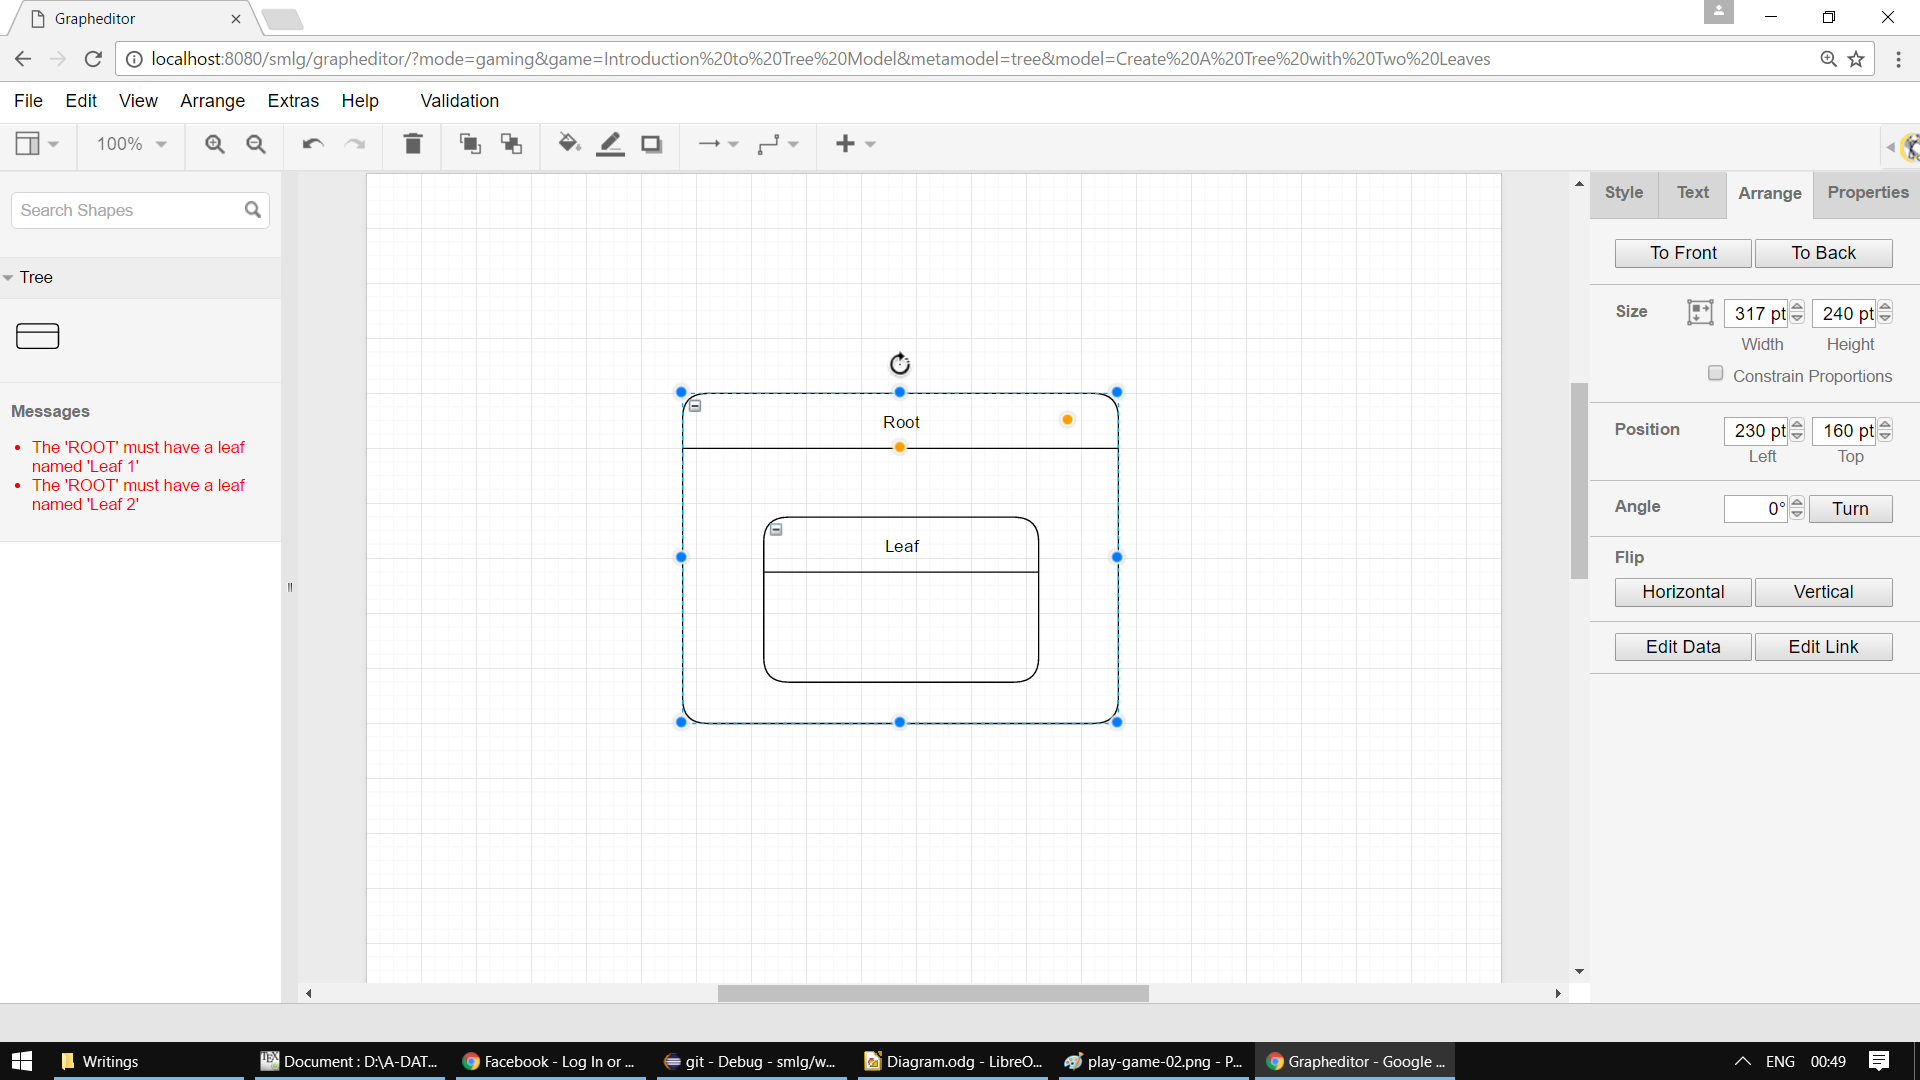 Grapheditor
localhost:8080/smlg/grapheditor/?mode=gaming&game=Introduction%20to%20Tree%20Model&metamodel=tree&model=Create%20A%20Tree%20with%20Two%20Leaves
File Edit View Arrange Extras Help Validation
100%
Search Shapes
Tree
Messages
The 'ROOT' must have a leaf
named 'Leaf 1'
The 'ROOT' must have a leaf
named 'Leaf 2'
Root
Leaf
Style Text Arrange Properties
To Front To Back
Size 317 pt 240 pt
Width Height
Constrain Proportions
Position 230 pt 160 pt
Left Top
Angle 0° Turn
Flip
Horizontal Vertical
Edit Data Edit Link
Writings Document : D:\A-DAT... Facebook - Log In or ... git - Debug - smlg/w... Diagram.odg - LibreO... play-game-02.png - P... Grapheditor - Google ... ENG 00:49